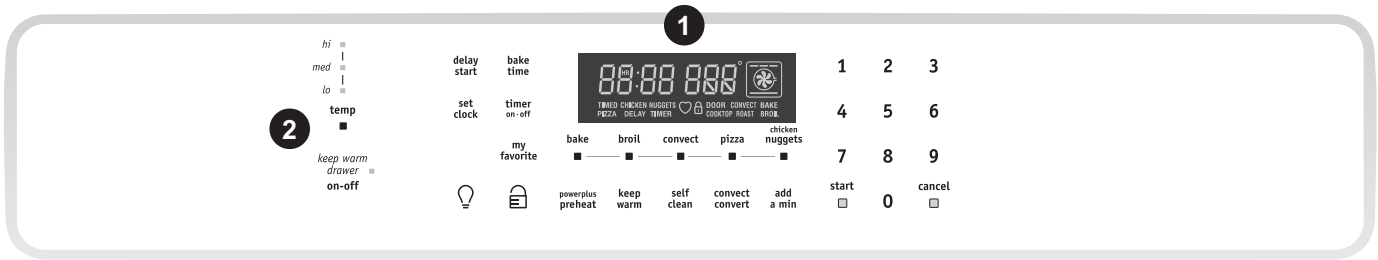 1
2
hi
med
lo
temp
keep warm
drawer
on-off
delay
start
bake
time
set
clock
timer
on-off
my
favorite
88:88 888°
HR
TIMED CHICKEN NUGGETS DOOR CONVECT BAKE
PIZZA DELAY TIMER COOKTOP ROAST BROIL
bake broil convect pizza chicken
nuggets
powerplus
preheat
keep
warm
self
clean
convect
convert
add
a min
1 2 3
4 5 6
7 8 9
start
0
cancel